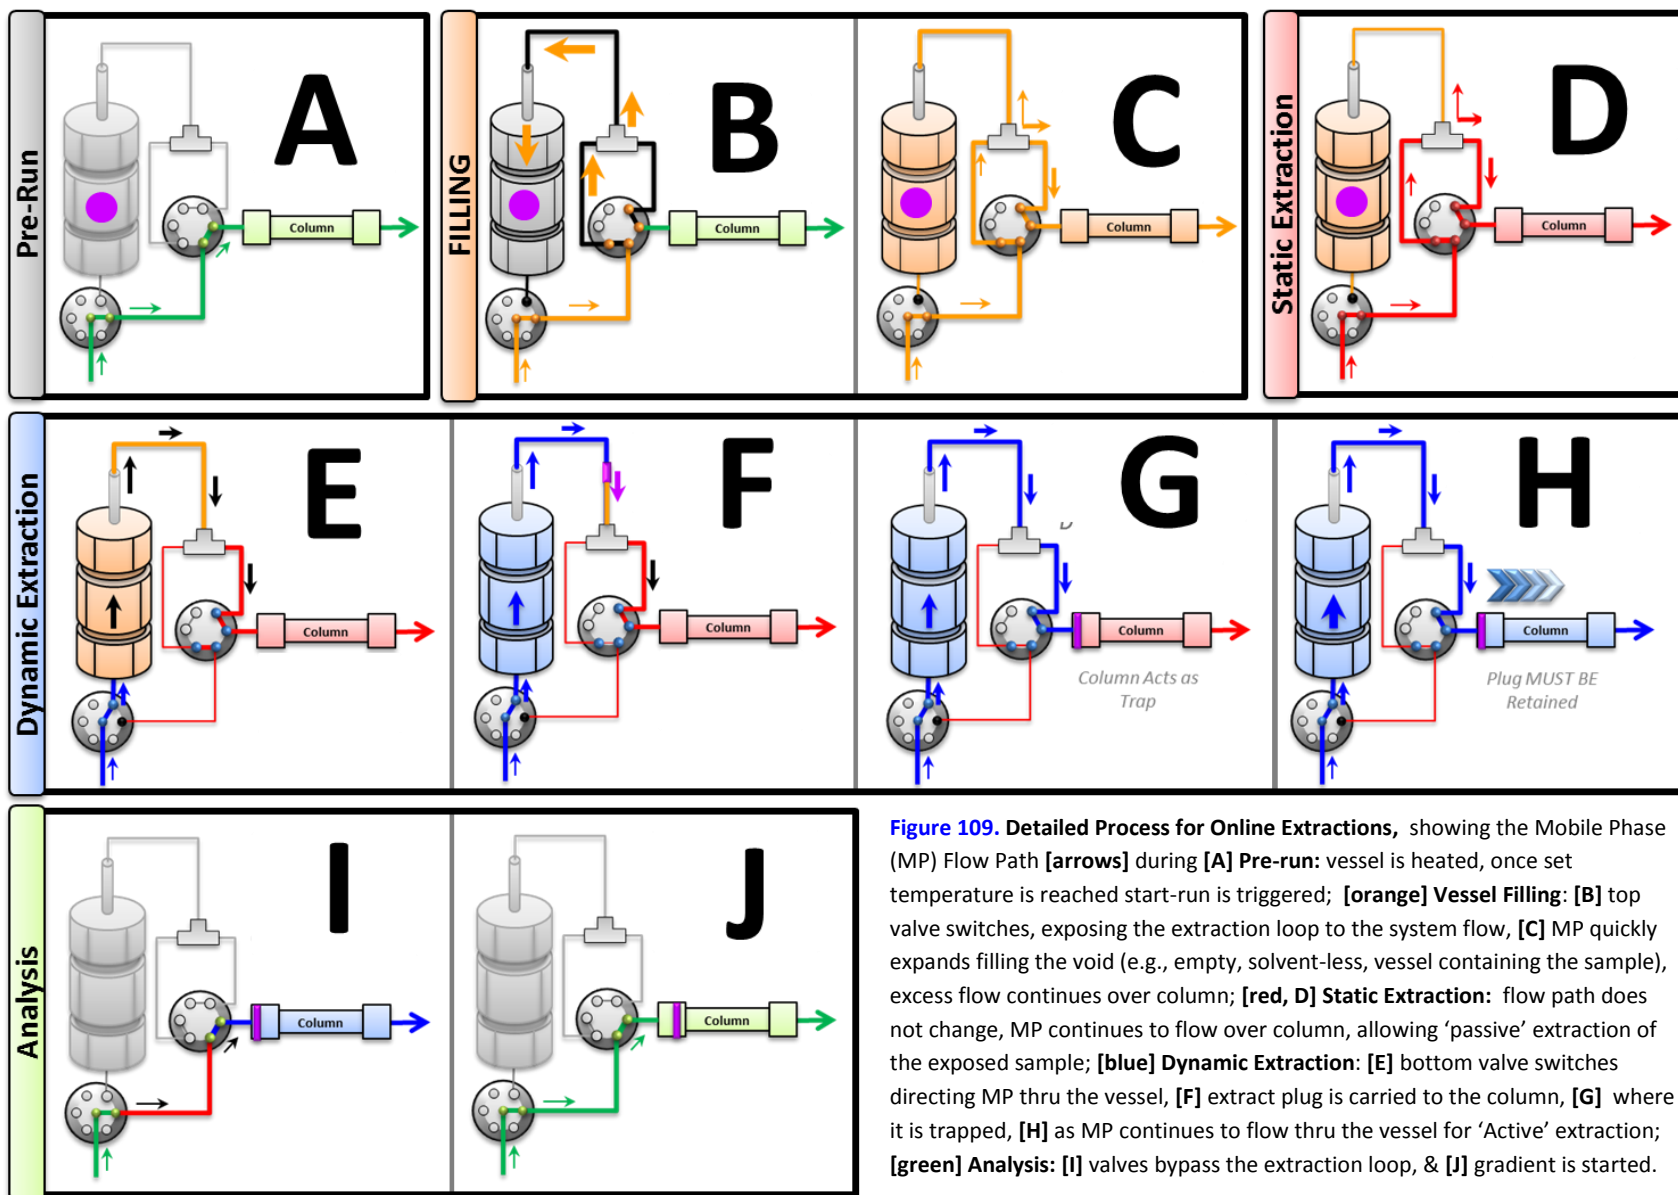 Pre-Run
A
FILLING
B
C
Static Extraction
D
Column
Column
Column
Column
Dynamic Extraction
E
F
G
H
D
Column
Column
Column
Column
Column Acts as
Trap
Plug MUST BE
Retained
Analysis
I
J
Column
Column
Figure 109. Detailed Process for Online Extractions, showing the Mobile Phase
(MP) Flow Path [arrows] during [A] Pre-run: vessel is heated, once set
temperature is reached start-run is triggered; [orange] Vessel Filling: [B] top
valve switches, exposing the extraction loop to the system flow, [C] MP quickly
expands filling the void (e.g., empty, solvent-less, vessel containing the sample),
excess flow continues over column; [red, D] Static Extraction: flow path does
not change, MP continues to flow over column, allowing ‘passive’ extraction of
the exposed sample; [blue] Dynamic Extraction: [E] bottom valve switches
directing MP thru the vessel, [F] extract plug is carried to the column, [G] where
it is trapped, [H] as MP continues to flow thru the vessel for ‘Active’ extraction;
[green] Analysis: [I] valves bypass the extraction loop, & [J] gradient is started.